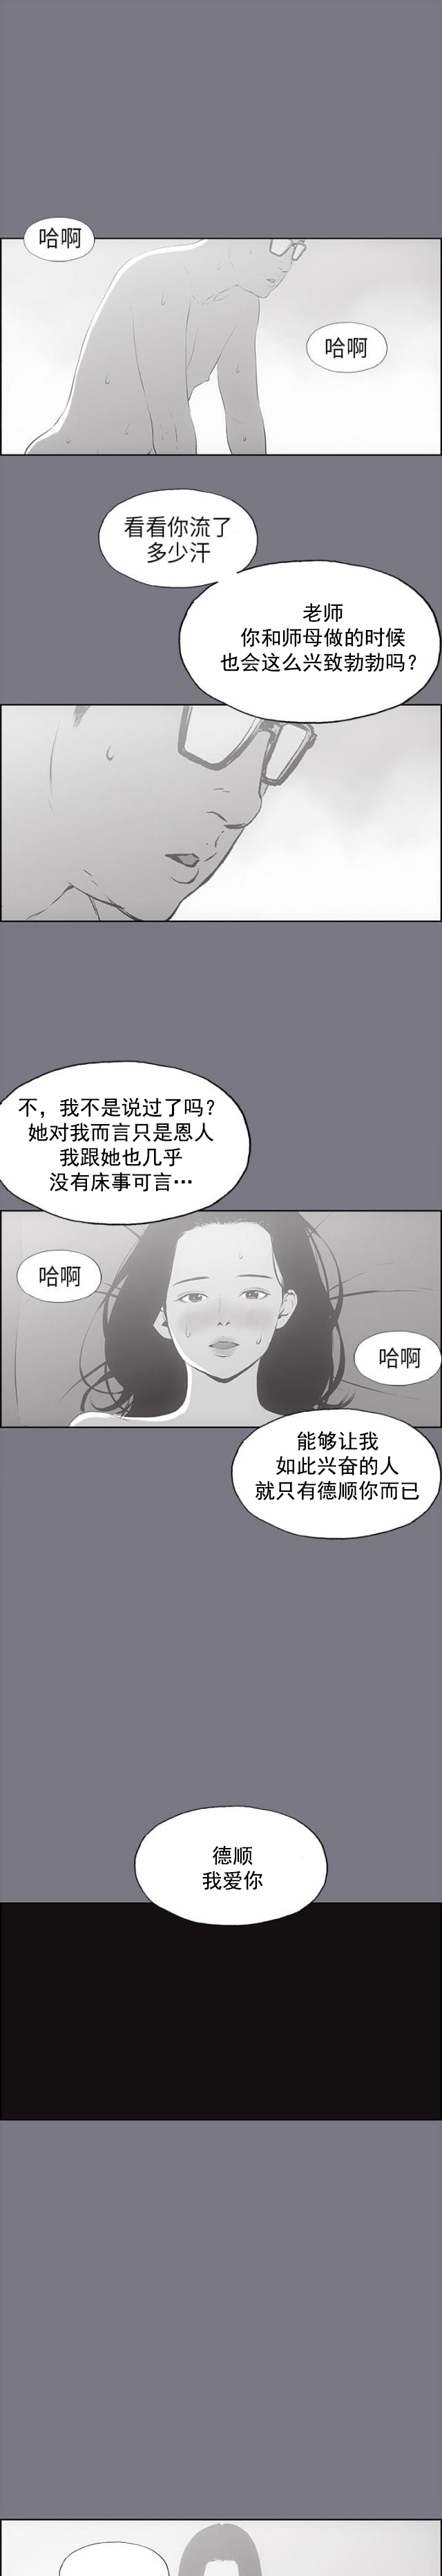 哈啊
哈啊
看看你流了
多少汗
老师
你和师母做的时候
也会这么兴致勃勃吗?
不，我不是说过了吗?
她对我而言只是恩人
我跟她也几乎
没有床事可言…
哈啊
哈啊
能够让我
如此兴奋的人
就只有德顺你而已
德顺
我爱你